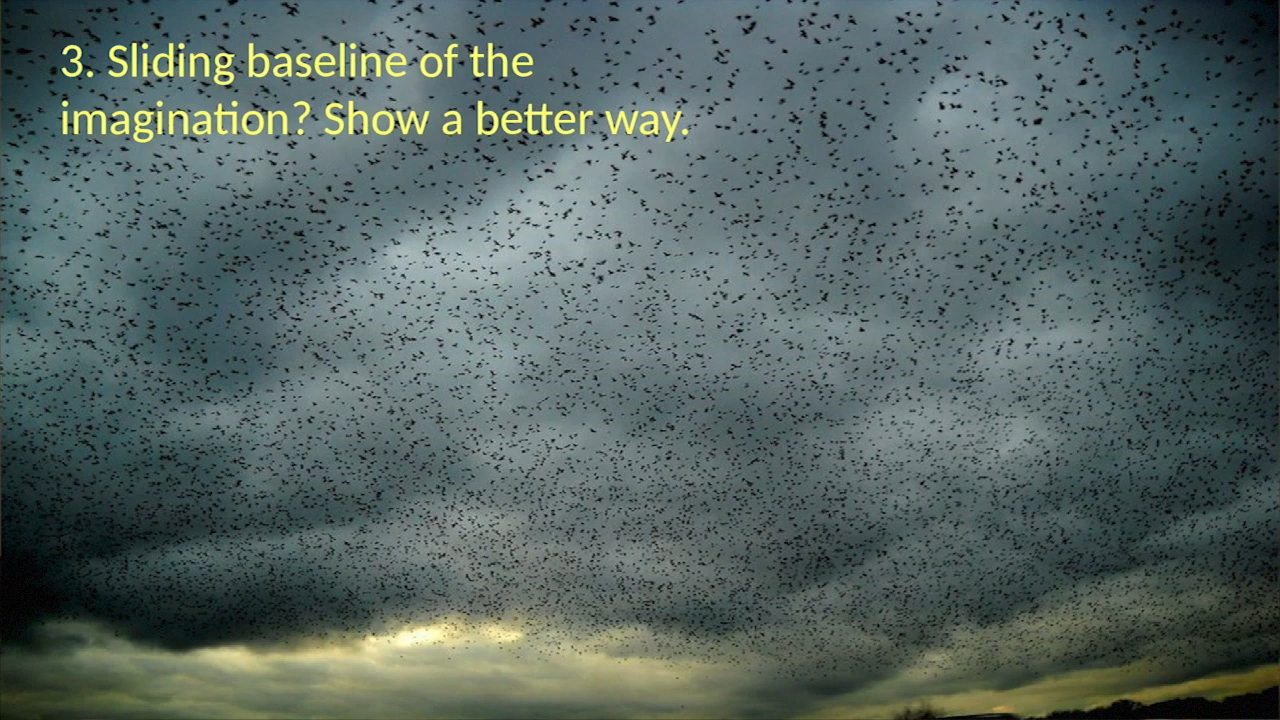 3. Sliding baseline of the
imagination? Show a better way.